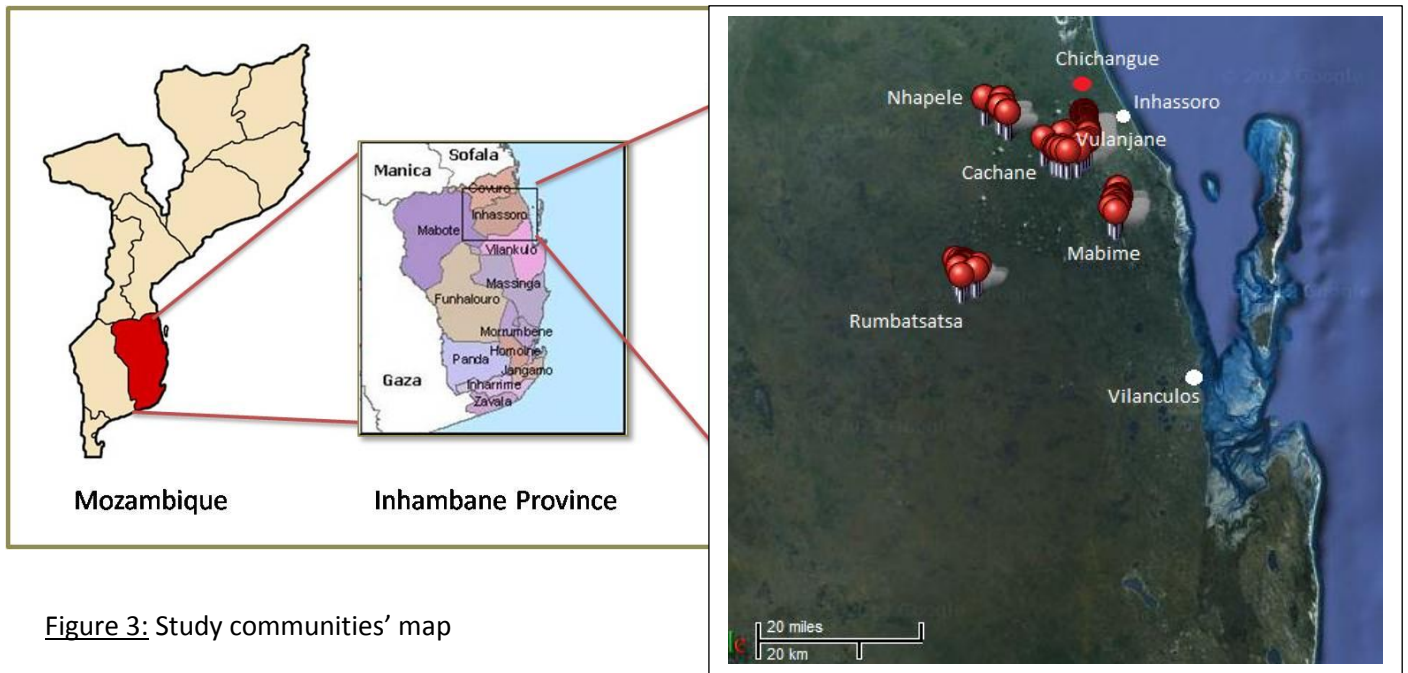 Mozambique
Manica
Sofala
Govuro
Inhassoro
Mabote
Vilankulo
Massinga
Funhalouro
Morrumbene
Homoine
Panda
Jangamo
Gaza
Inharrime
Zavala
Inhambane Province
Chichangue
Nhapele
Inhassoro
Vulanjane
Cachane
Mabime
Rumbatsatsa
Vilanculos
20 miles
20 km
Figure 3: Study communities’ map